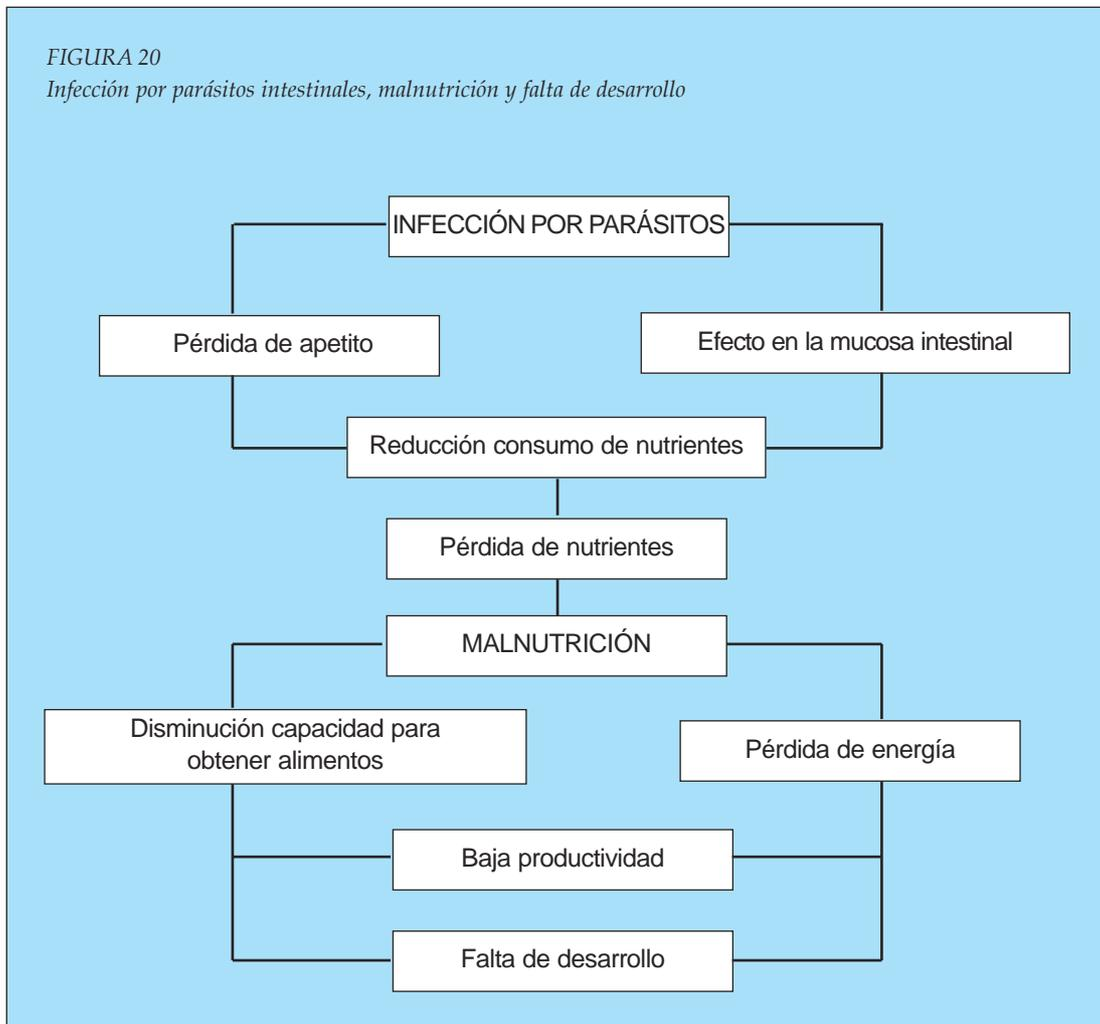 FIGURA 20
Infección por parásitos intestinales, malnutrición y falta de desarrollo
INFECCIÓN POR PARÁSITOS
Pérdida de apetito
Efecto en la mucosa intestinal
Reducción consumo de nutrientes
Pérdida de nutrientes
MALNUTRICIÓN
Disminución capacidad para
obtener alimentos
Pérdida de energía
Baja productividad
Falta de desarrollo